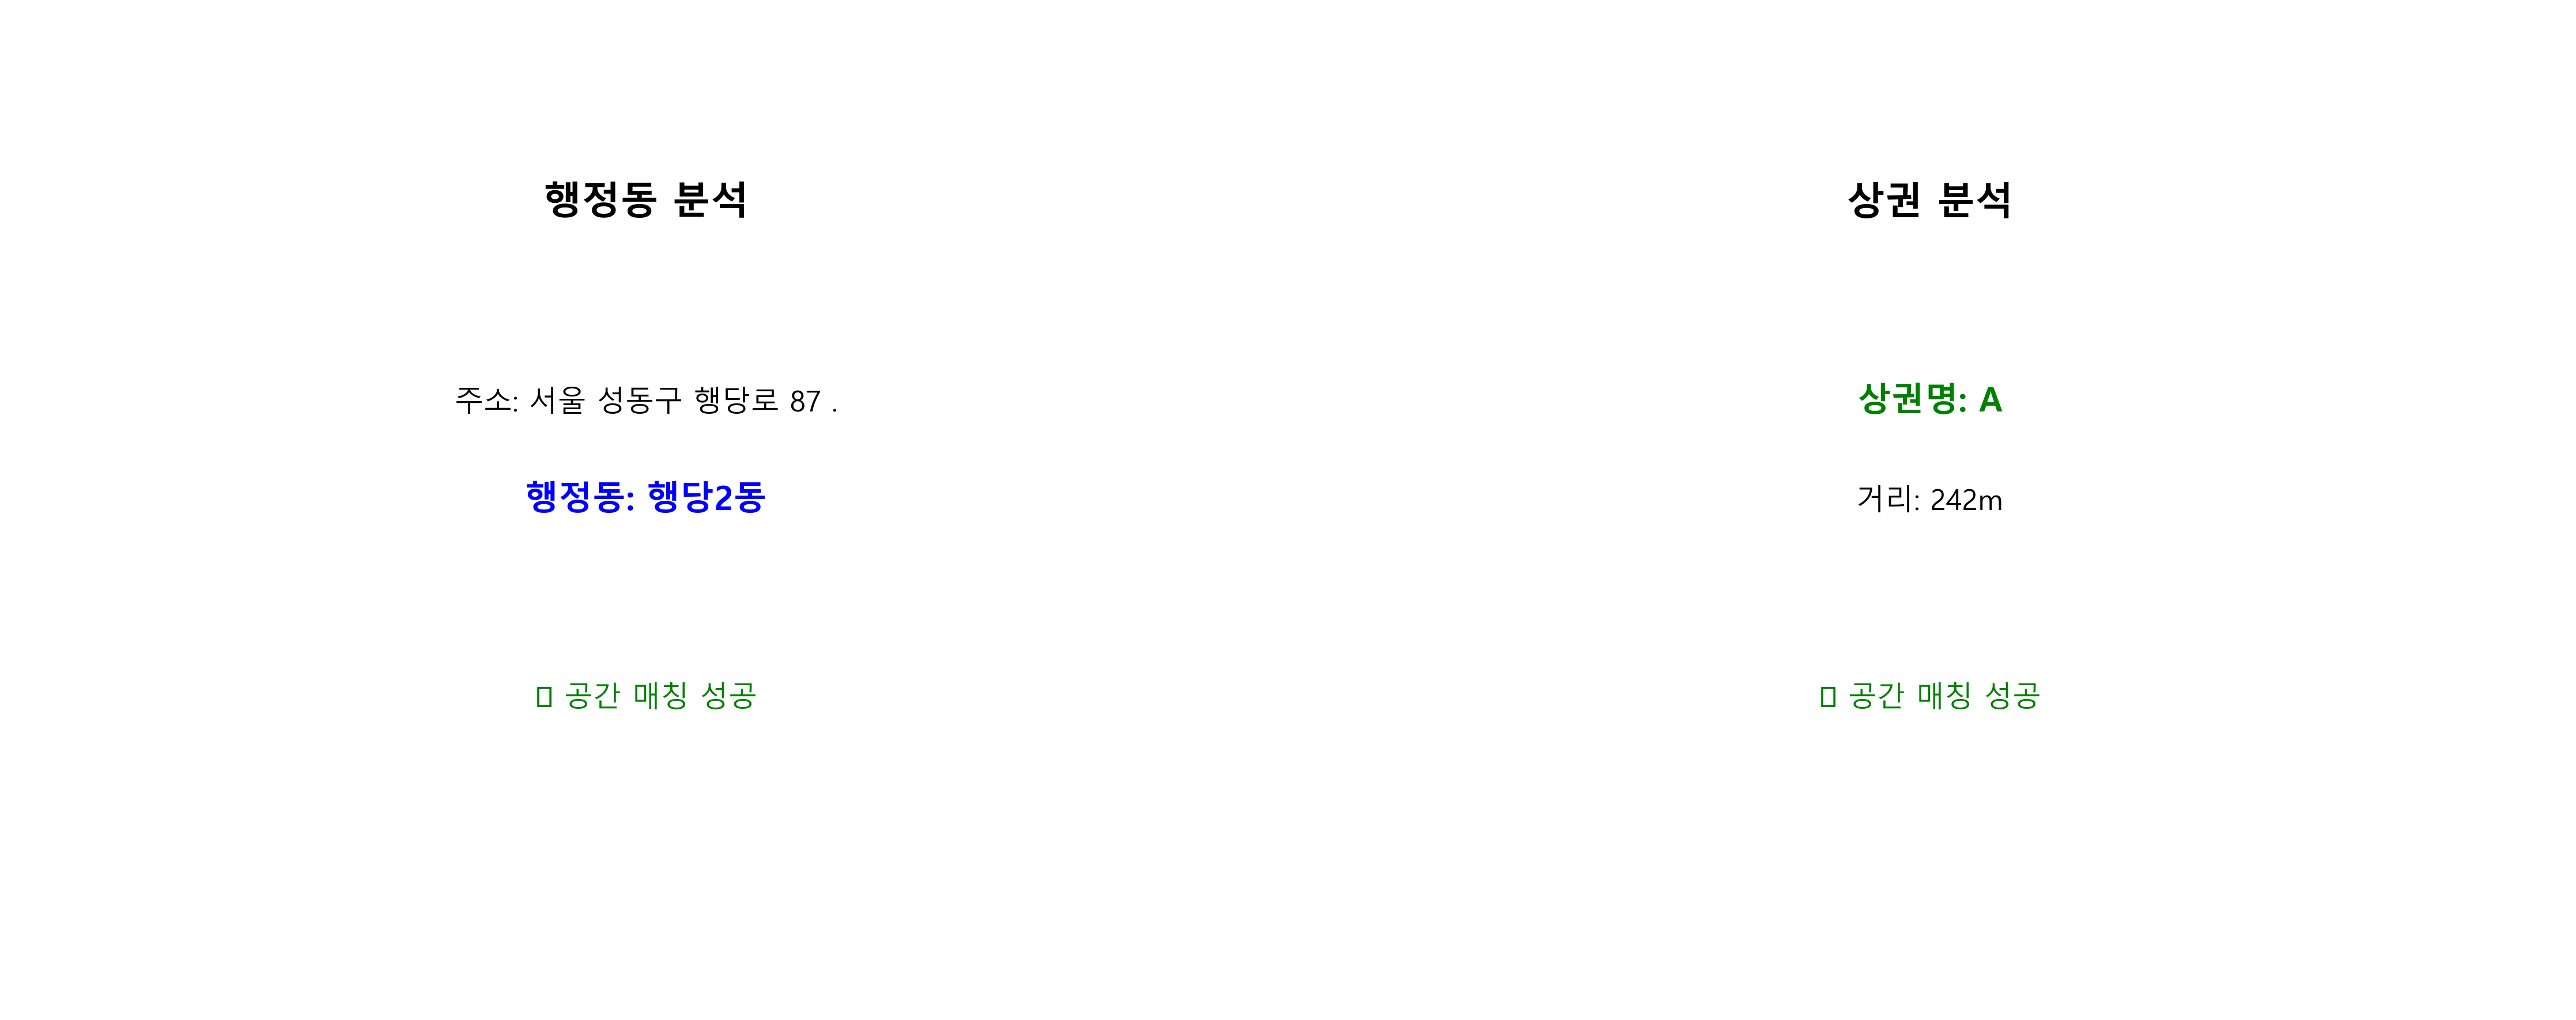 행정동 분석
주소: 서울 성동구 행당로 87 .
행정동: 행당2동
▯ 공간 매칭 성공
상권 분석
상권명: A
거리: 242m
▯ 공간 매칭 성공